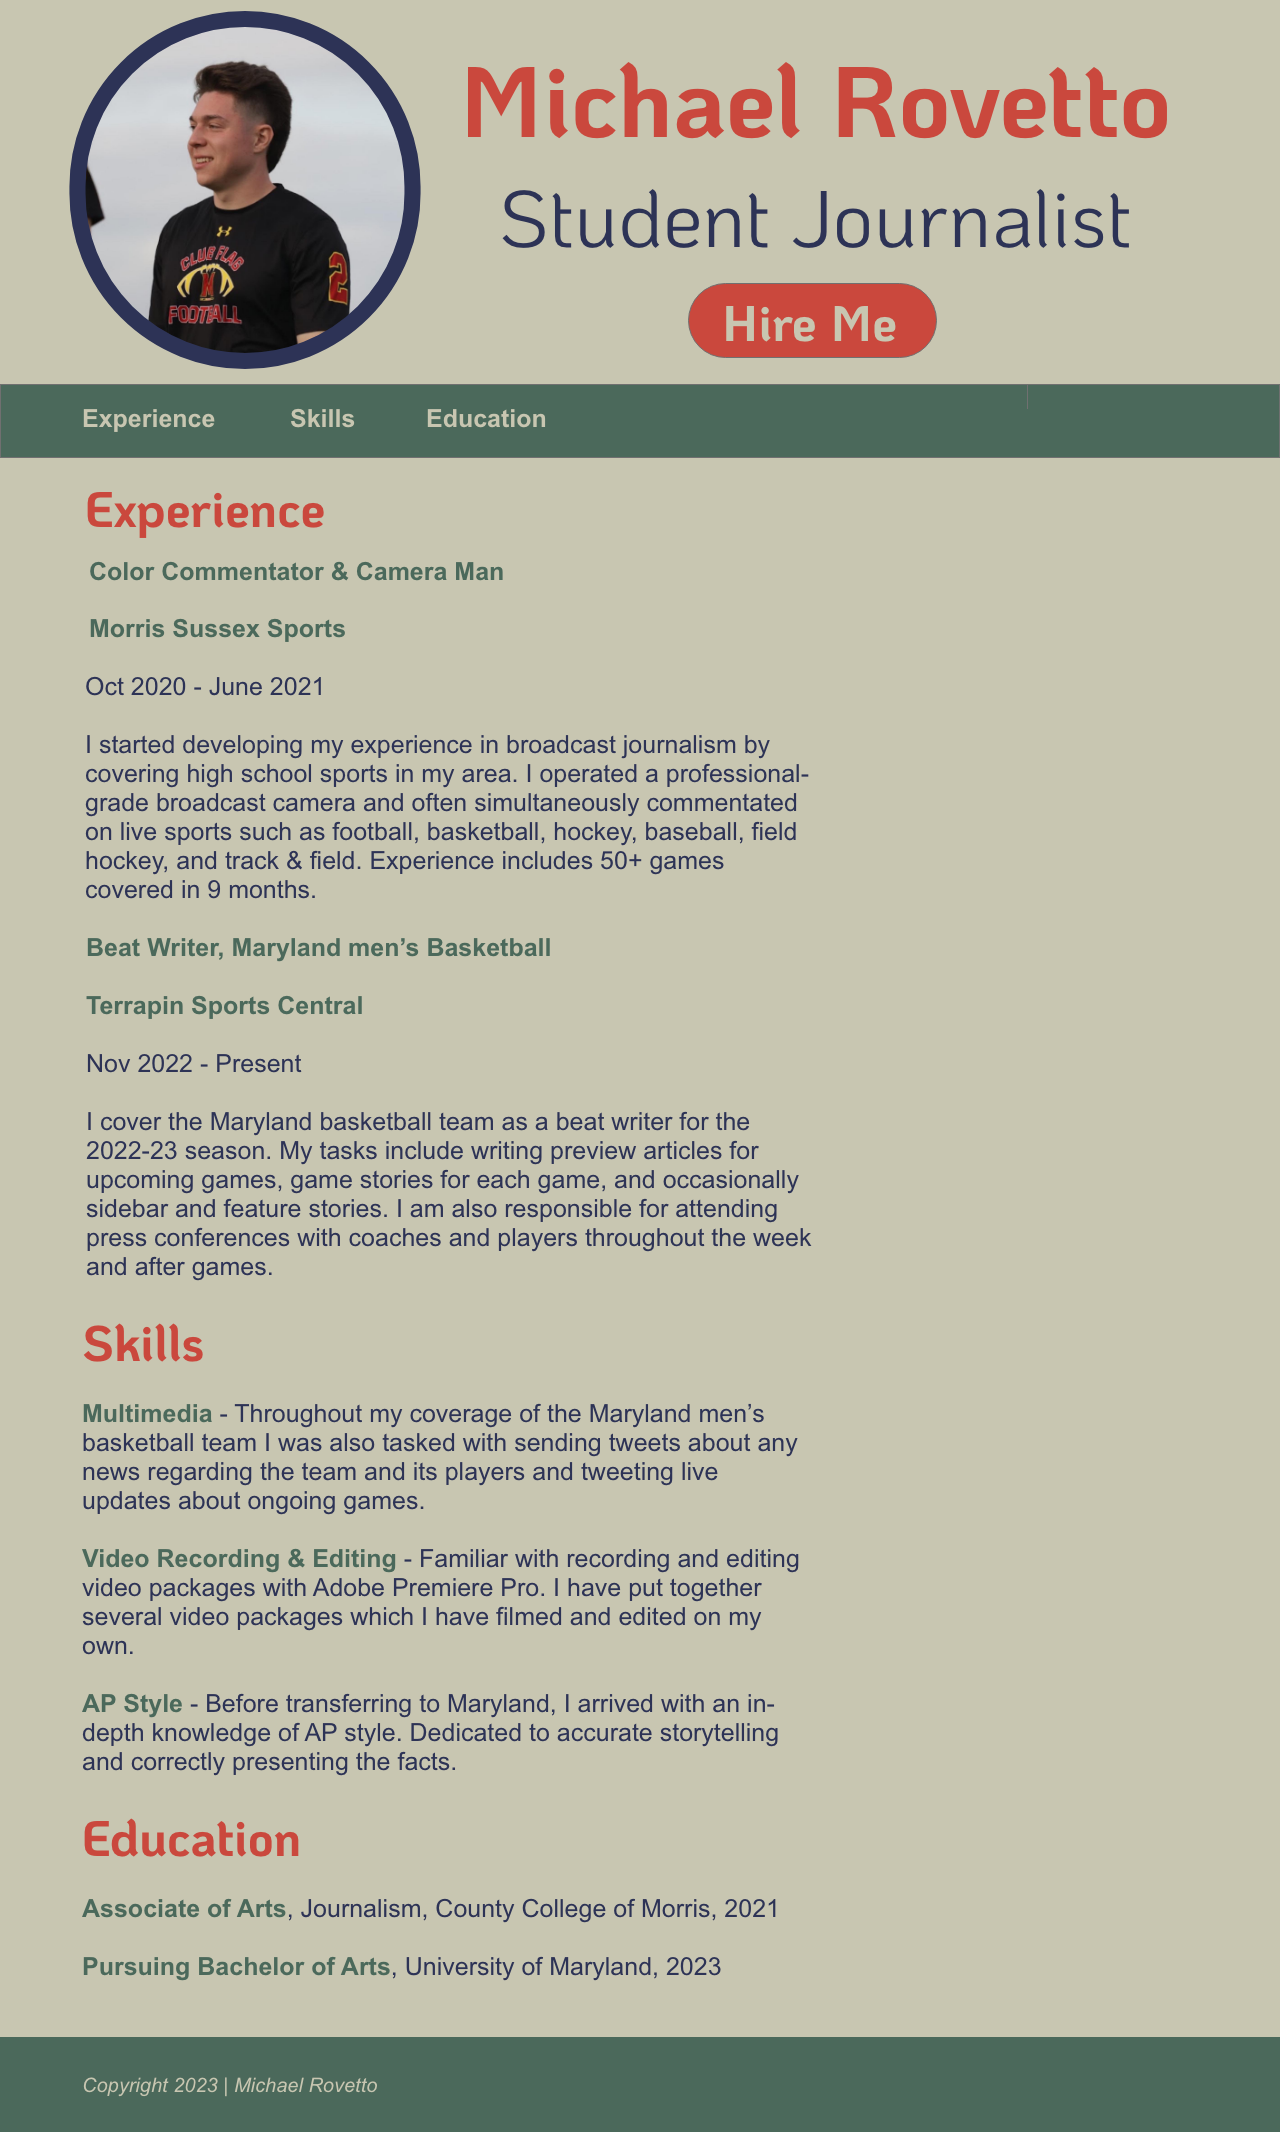 Michael Rovetto
Student Journalist
CLUB FLAG
FOOTBALL
2
Hire Me
Experience Skills Education
Experience
Color Commentator & Camera Man
Morris Sussex Sports
Oct 2020 - June 2021
I started developing my experience in broadcast journalism by
covering high school sports in my area. I operated a professional-
grade broadcast camera and often simultaneously commentated
on live sports such as football, basketball, hockey, baseball, field
hockey, and track & field. Experience includes 50+ games
covered in 9 months.
Beat Writer, Maryland men’s Basketball
Terrapin Sports Central
Nov 2022 - Present
I cover the Maryland basketball team as a beat writer for the
2022-23 season. My tasks include writing preview articles for
upcoming games, game stories for each game, and occasionally
sidebar and feature stories. I am also responsible for attending
press conferences with coaches and players throughout the week
and after games.
Skills
Multimedia - Throughout my coverage of the Maryland men’s
basketball team I was also tasked with sending tweets about any
news regarding the team and its players and tweeting live
updates about ongoing games.
Video Recording & Editing - Familiar with recording and editing
video packages with Adobe Premiere Pro. I have put together
several video packages which I have filmed and edited on my
own.
AP Style - Before transferring to Maryland, I arrived with an in-
depth knowledge of AP style. Dedicated to accurate storytelling
and correctly presenting the facts.
Education
Associate of Arts, Journalism, County College of Morris, 2021
Pursuing Bachelor of Arts, University of Maryland, 2023
Copyright 2023 | Michael Rovetto